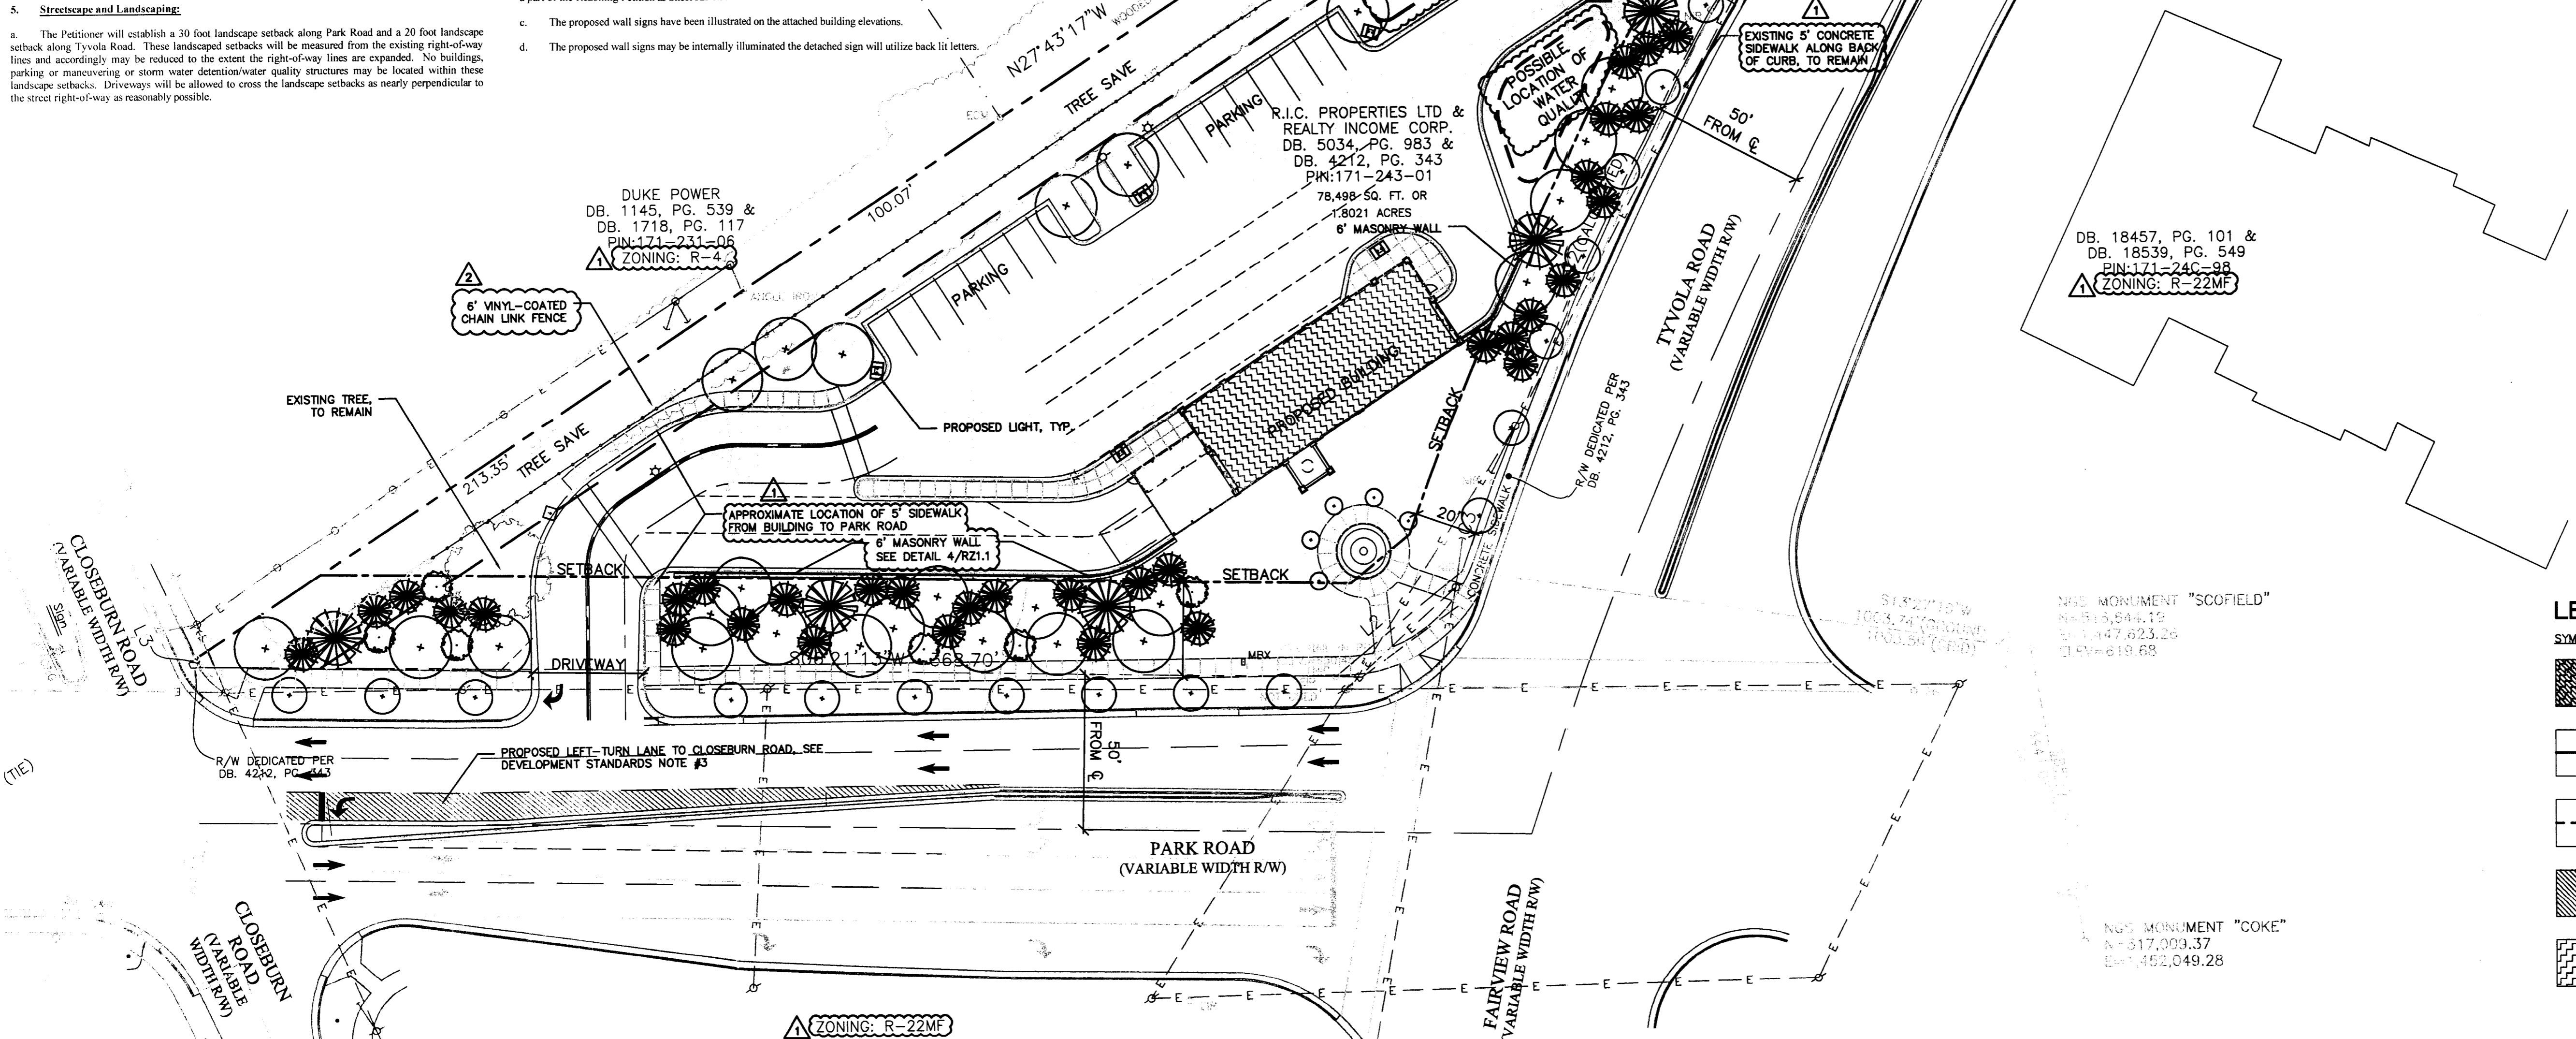 5. Streetscape and Landscaping:
a. The Petitioner will establish a 30 foot landscape setback along Park Road and a 20 foot landscape
setback along Tyvola Road. These landscaped setbacks will be measured from the existing right-of-way
lines and accordingly may be reduced to the extent the right-of-way lines are expanded. No buildings,
parking or maneuvering or storm water detention/water quality structures may be located within these
landscape setbacks. Driveways will be allowed to cross the landscape setbacks as nearly perpendicular to
the street right-of-way as reasonably possible.
c. The proposed wall signs have been illustrated on the attached building elevations.
d. The proposed wall signs may be internally illuminated the detached sign will utilize back lit letters.
N27°43'17"W
TREE SAVE
PARKING
100.07'
DUKE POWER
DB. 1145, PG. 539 &
DB. 1718, PG. 117
PIN:171-231-06
1
ZONING: R-4
2
6' VINYL-COATED
CHAIN LINK FENCE
R.I.C. PROPERTIES LTD &
REALTY INCOME CORP.
DB. 5034, PG. 983 &
DB. 4212, PG. 343
PIN:171-243-01
78,498 SQ. FT. OR
1.8021 ACRES
6' MASONRY WALL
POSSIBLE
LOCATION OF
WATER
QUALITY
1
EXISTING 5' CONCRETE
SIDEWALK ALONG BACK
OF CURB, TO REMAIN
50'
FROM ℄
TYVOLA ROAD
(VARIABLE WIDTH R/W)
DB. 18457, PG. 101 &
DB. 18539, PG. 549
PIN:171-24C-98
1
ZONING: R-22MF
PARKING
PROPOSED BUILDING
EXISTING TREE,
TO REMAIN
213.35'
TREE SAVE
PROPOSED LIGHT, TYP.
SETBACK
R/W DEDICATED PER
DB. 4212, PG. 343
CONCRETE SIDEWALK
20'
1
APPROXIMATE LOCATION OF 5' SIDEWALK
FROM BUILDING TO PARK ROAD
6' MASONRY WALL
SEE DETAIL 4/RZ1.1
SETBACK
SETBACK
CLOSEBURN ROAD
(VARIABLE WIDTH R/W)
Sign
L3
L2
DRIVEWAY
MBX
NGS MONUMENT "SCOFIELD"
ELEV=619.68
R/W DEDICATED PER
DB. 4212, PG. 343
(TIE)
PROPOSED LEFT-TURN LANE TO CLOSEBURN ROAD, SEE
DEVELOPMENT STANDARDS NOTE #3
50'
FROM ℄
PARK ROAD
(VARIABLE WIDTH R/W)
CLOSEBURN
ROAD
(VARIABLE
WIDTH R/W)
FAIRVIEW ROAD
(VARIABLE WIDTH R/W)
NGS MONUMENT "COKE"
1
ZONING: R-22MF